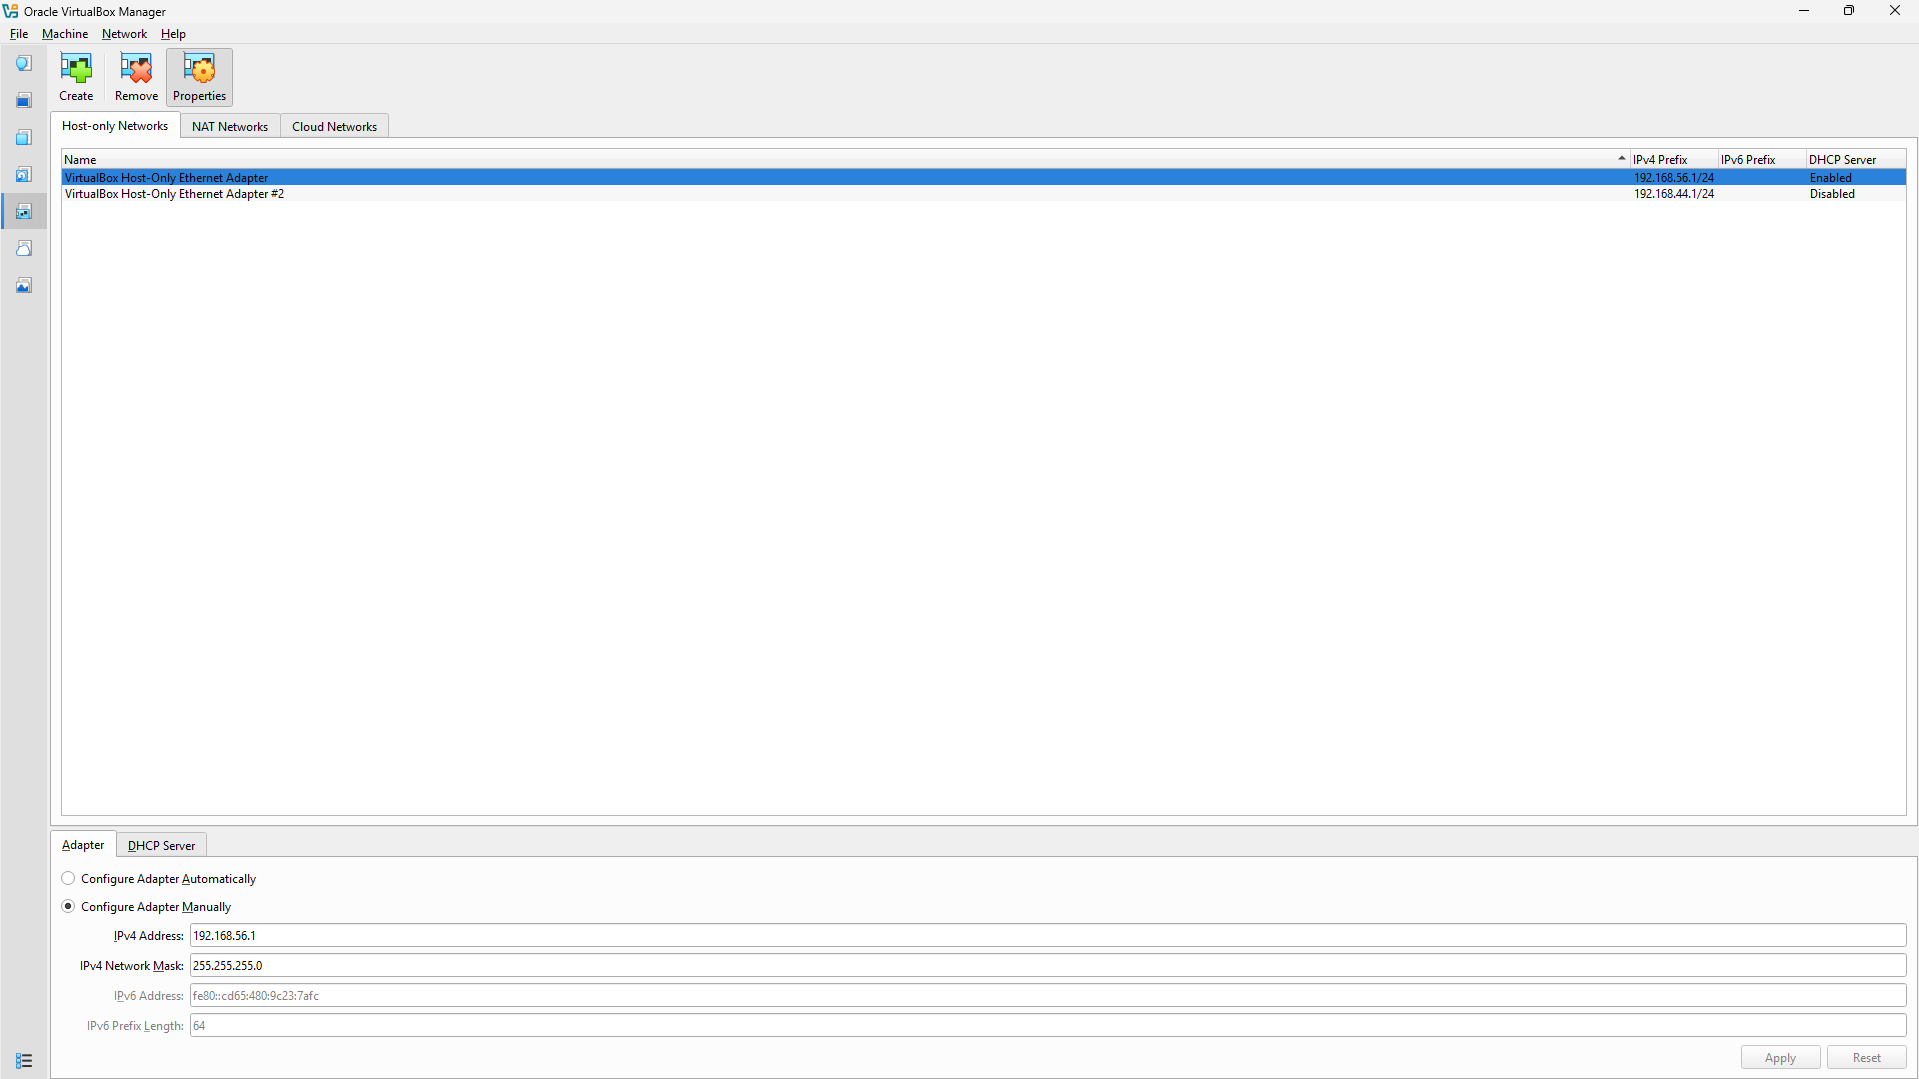 Oracle VirtualBox Manager
File Machine Network Help
Create Remove Properties
Host-only Networks NAT Networks Cloud Networks
Name IPv4 Prefix IPv6 Prefix DHCP Server
VirtualBox Host-Only Ethernet Adapter 192.168.56.1/24 Enabled
VirtualBox Host-Only Ethernet Adapter #2 192.168.44.1/24 Disabled
Adapter DHCP Server
Configure Adapter Automatically
Configure Adapter Manually
IPv4 Address: 192.168.56.1
IPv4 Network Mask: 255.255.255.0
IPv6 Address: fe80::cd65:480:9c23:7afc
IPv6 Prefix Length: 64
Apply Reset